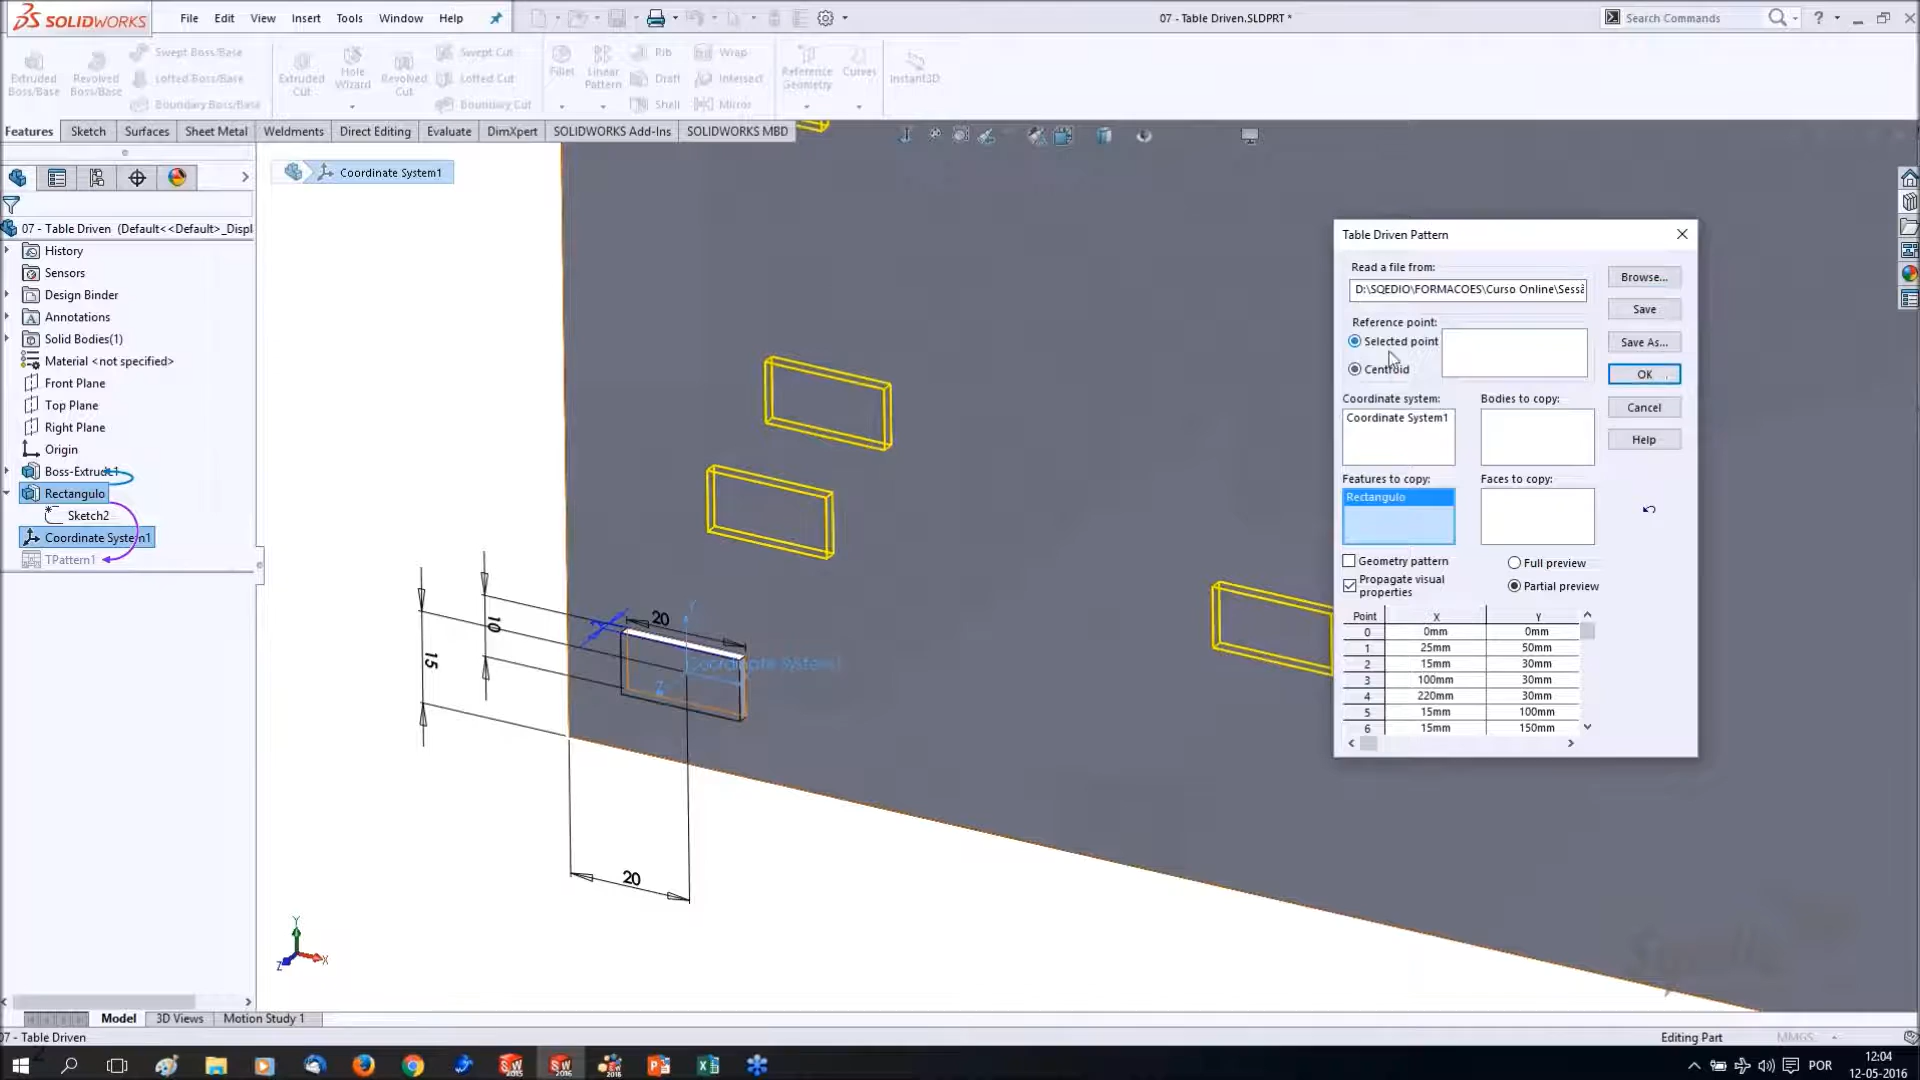 SOLIDWORKS
File Edit View Insert Tools Window Help
07 - Table Driven.SLDPRT *
Search Commands
?
Extruded Boss/Base
Revolved Boss/Base
Swept Boss/Base
Lofted Boss/Base
Boundary Boss/Base
Extruded Cut
Hole Wizard
Revolved Cut
Swept Cut
Lofted Cut
Boundary Cut
Fillet
Linear Pattern
Rib
Draft
Shell
Wrap
Intersect
Mirror
Reference Geometry
Curves
Instant3D
Features Sketch Surfaces Sheet Metal Weldments Direct Editing Evaluate DimXpert SOLIDWORKS Add-Ins SOLIDWORKS MBD
Coordinate System1
07 - Table Driven (Default<<Default>_Displ
History
Sensors
Design Binder
Annotations
Solid Bodies(1)
Material <not specified>
Front Plane
Top Plane
Right Plane
Origin
Boss-Extrude1
Rectangulo
Sketch2
Coordinate System1
TPattern1
20
10
15
Coordinate System1
Y
Z
20
Y
X
Z
Table Driven Pattern
Read a file from:
D:\SQEDIO\FORMACOES\Curso Online\Sessã
Browse...
Save
Save As...
OK
Cancel
Help
Reference point:
Selected point
Centroid
Coordinate system:
Coordinate System1
Bodies to copy:
Features to copy:
Rectangulo
Faces to copy:
Geometry pattern
Propagate visual properties
Full preview
Partial preview
Point X Y
0 0mm 0mm
1 25mm 50mm
2 15mm 30mm
3 100mm 30mm
4 220mm 30mm
5 15mm 100mm
6 15mm 150mm
Model 3D Views Motion Study 1
07 - Table Driven
Editing Part
MMGS
POR
12:04
12-05-2016